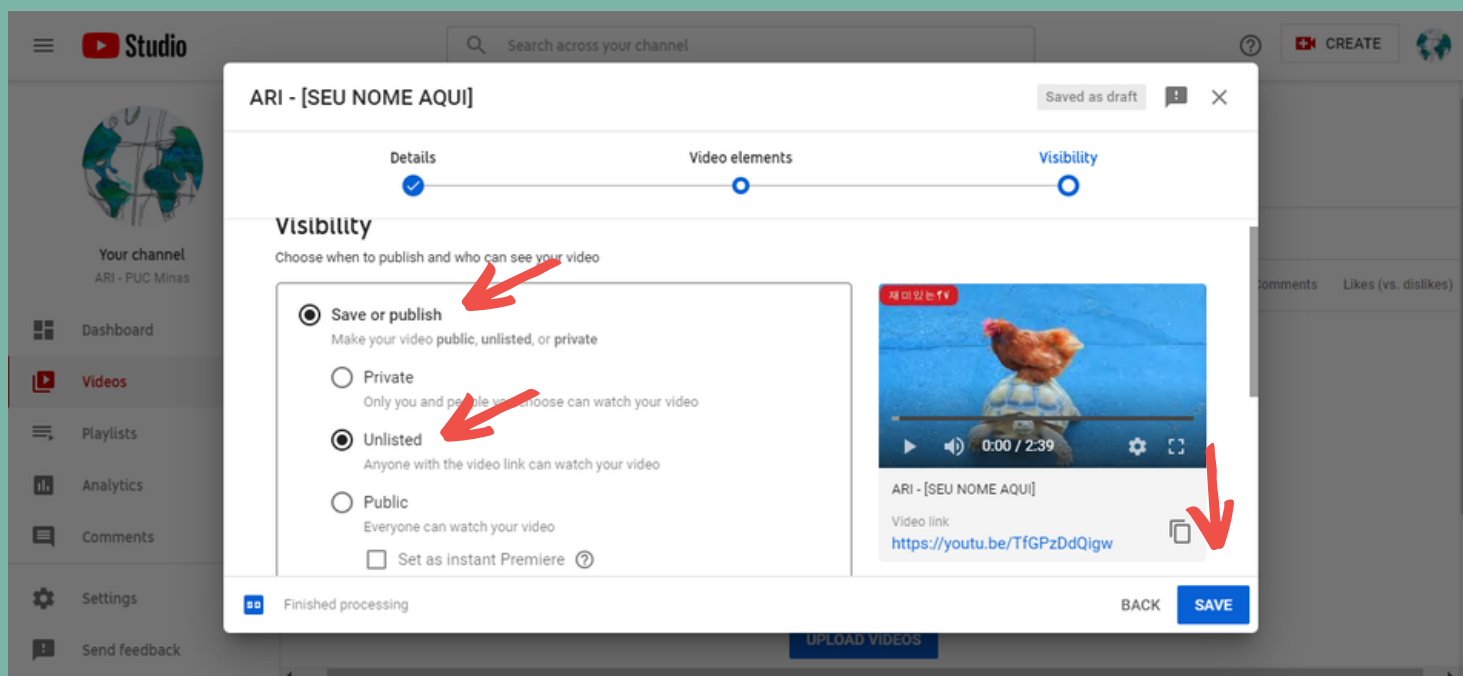 Studio
Search across your channel
CREATE
ARI - [SEU NOME AQUI]
Saved as draft
Details
Video elements
Visibility
Your channel
ARI - PUC Minas
Dashboard
Videos
Playlists
Analytics
Comments
Settings
Send feedback
Visibility
Choose when to publish and who can see your video
Save or publish
Make your video public, unlisted, or private
Private
Only you and people you choose can watch your video
Unlisted
Anyone with the video link can watch your video
Public
Everyone can watch your video
Set as instant Premiere
재미있는
0:00 / 2:39
ARI - [SEU NOME AQUI]
Video link
https://youtu.be/TfGPzDdQigw
Comments
Likes (vs. dislikes)
SD
Finished processing
BACK
SAVE
UPLOAD VIDEOS